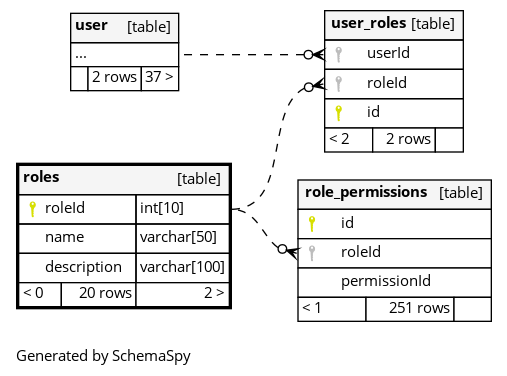 user [table]
...
2 rows 37 >
user_roles [table]
userId
roleId
id
< 2 2 rows
roles [table]
roleId int[10]
name varchar[50]
description varchar[100]
< 0 20 rows 2 >
role_permissions [table]
id
roleId
permissionId
< 1 251 rows
Generated by SchemaSpy